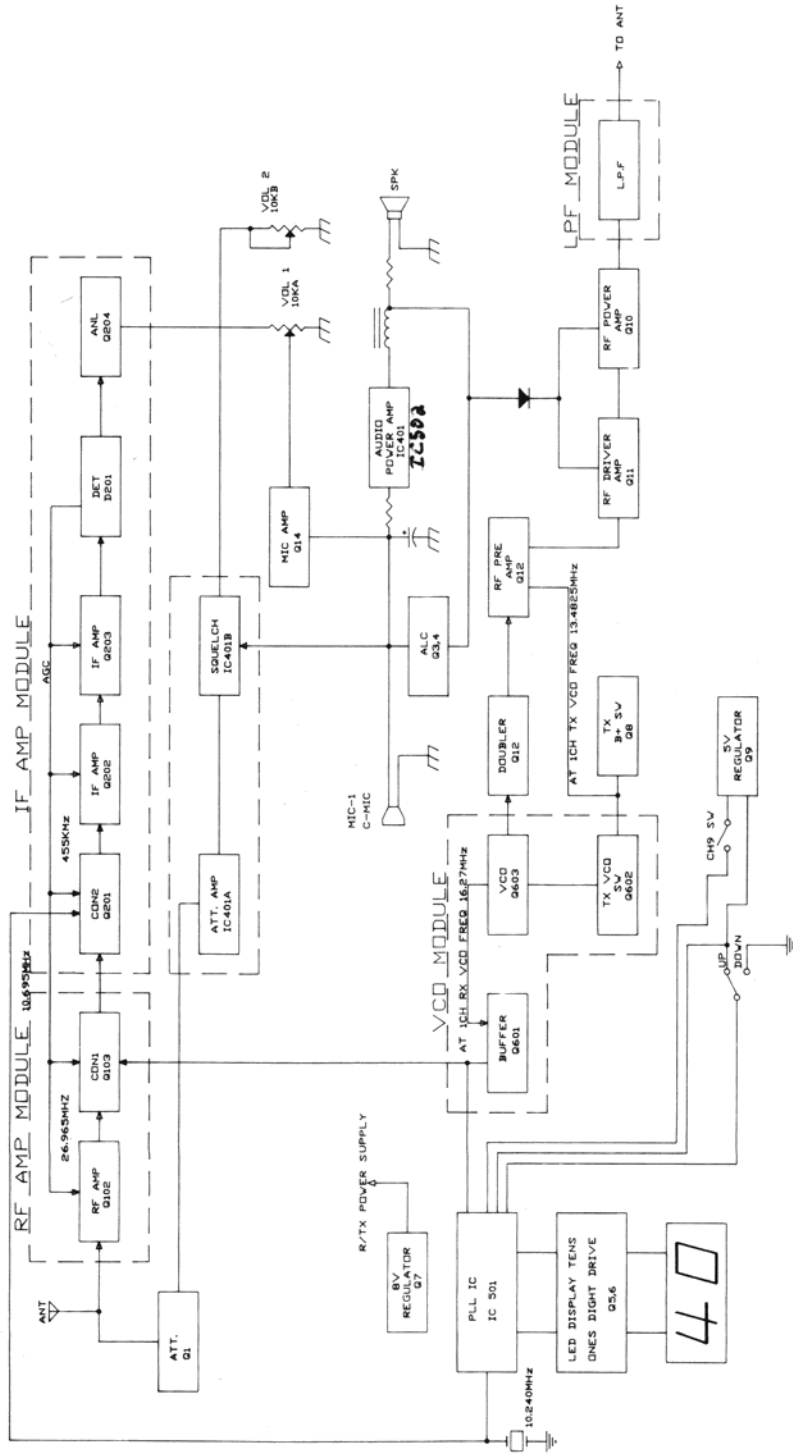 RF AMP MODULE
IF AMP MODULE
ANT
26.965MHZ
10.695MHz
455KHz
AGC
RF AMP
Q102
CON1
Q103
CON2
Q201
IF AMP
Q202
IF AMP
Q203
DET
D201
ANL
Q204
ATT.
Q1
ATT. AMP
IC401A
SQUELCH
IC401B
MIC AMP
Q14
VOL 1
10KA
VOL 2
10KB
MIC-1
C-MIC
ALC
Q3,4
AUDIO
POWER AMP
IC401
IC502
SPK
R/TX POWER SUPPLY
8V
REGULATOR
Q7
VCO MODULE
AT 1CH RX VCO FREQ 16.27MHz
BUFFER
Q601
VCO
Q603
TX VCO
SW
Q602
DOUBLER
Q12
RF PRE
AMP
Q12
AT 1CH TX VCO FREQ 13.4825MHz
TX
B+ SW
Q8
RF DRIVER
AMP
Q11
RF POWER
AMP
Q10
LPF MODULE
L.P.F
TO ANT
PLL IC
IC 501
10.240MHz
LED DISPLAY TENS
ONES DIGHT DRIVE
Q5,6
40
UP
DOWN
CH9 SW
5V
REGULATOR
Q9